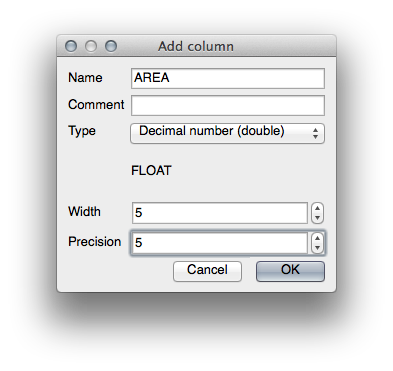 Add column
Name AREA
Comment
Type Decimal number (double)
FLOAT
Width 5
Precision 5
Cancel OK